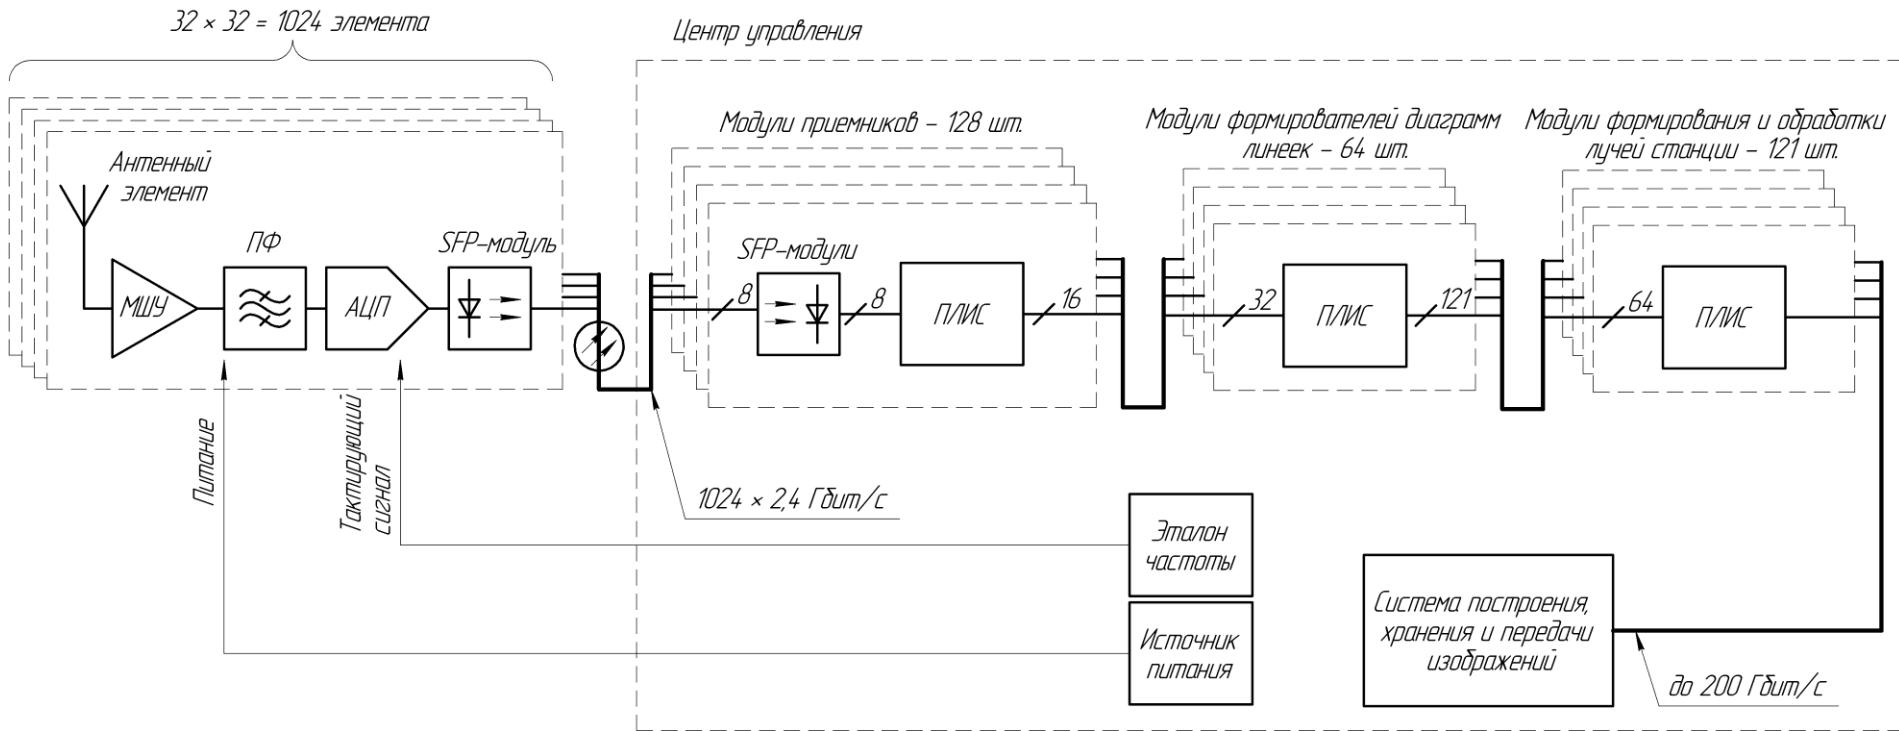 32 × 32 = 1024 элемента
Центр управления
Антенный
элемент
МШУ
ПФ
АЦП
SFP-модуль
Питание
Тактирующий
сигнал
Модули приемников – 128 шт.
SFP-модули
8
8
ПЛИС
16
1024 × 2,4 Гбит/с
Модули формирователей диаграмм
линеек – 64 шт.
32
ПЛИС
121
Модули формирования и обработки
лучей станции – 121 шт.
64
ПЛИС
Эталон
частоты
Источник
питания
Система построения,
хранения и передачи
изображений
до 200 Гбит/с